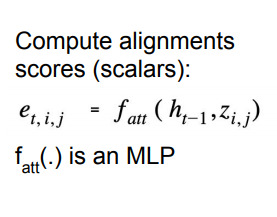 Compute alignments
scores (scalars):
e_{t,i,j} = f_{att} (h_{t-1}, z_{i,j})
f_{att}(.) is an MLP